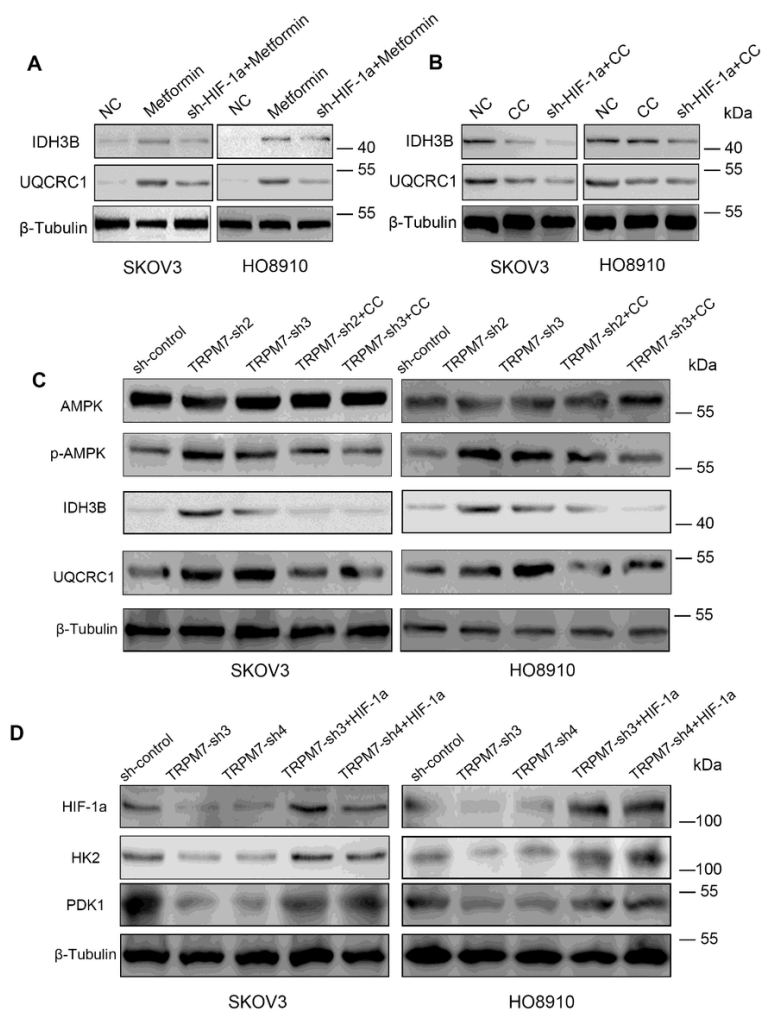 A
NC Metformin sh-HIF-1a+Metformin NC Metformin sh-HIF-1a+Metformin
IDH3B
40
UQCRC1
55
β-Tubulin
55
SKOV3 HO8910
B
NC CC sh-HIF-1a+CC NC CC sh-HIF-1a+CC kDa
IDH3B
40
UQCRC1
55
β-Tubulin
55
SKOV3 HO8910
C
sh-control TRPM7-sh2 TRPM7-sh3 TRPM7-sh2+CC TRPM7-sh3+CC sh-control TRPM7-sh2 TRPM7-sh3 TRPM7-sh2+CC TRPM7-sh3+CC kDa
AMPK
55
p-AMPK
55
IDH3B
40
UQCRC1
55
β-Tubulin
55
SKOV3 HO8910
D
sh-control TRPM7-sh3 TRPM7-sh4 TRPM7-sh3+HIF-1a TRPM7-sh4+HIF-1a sh-control TRPM7-sh3 TRPM7-sh4 TRPM7-sh3+HIF-1a TRPM7-sh4+HIF-1a kDa
HIF-1a
100
HK2
100
PDK1
55
β-Tubulin
55
SKOV3 HO8910